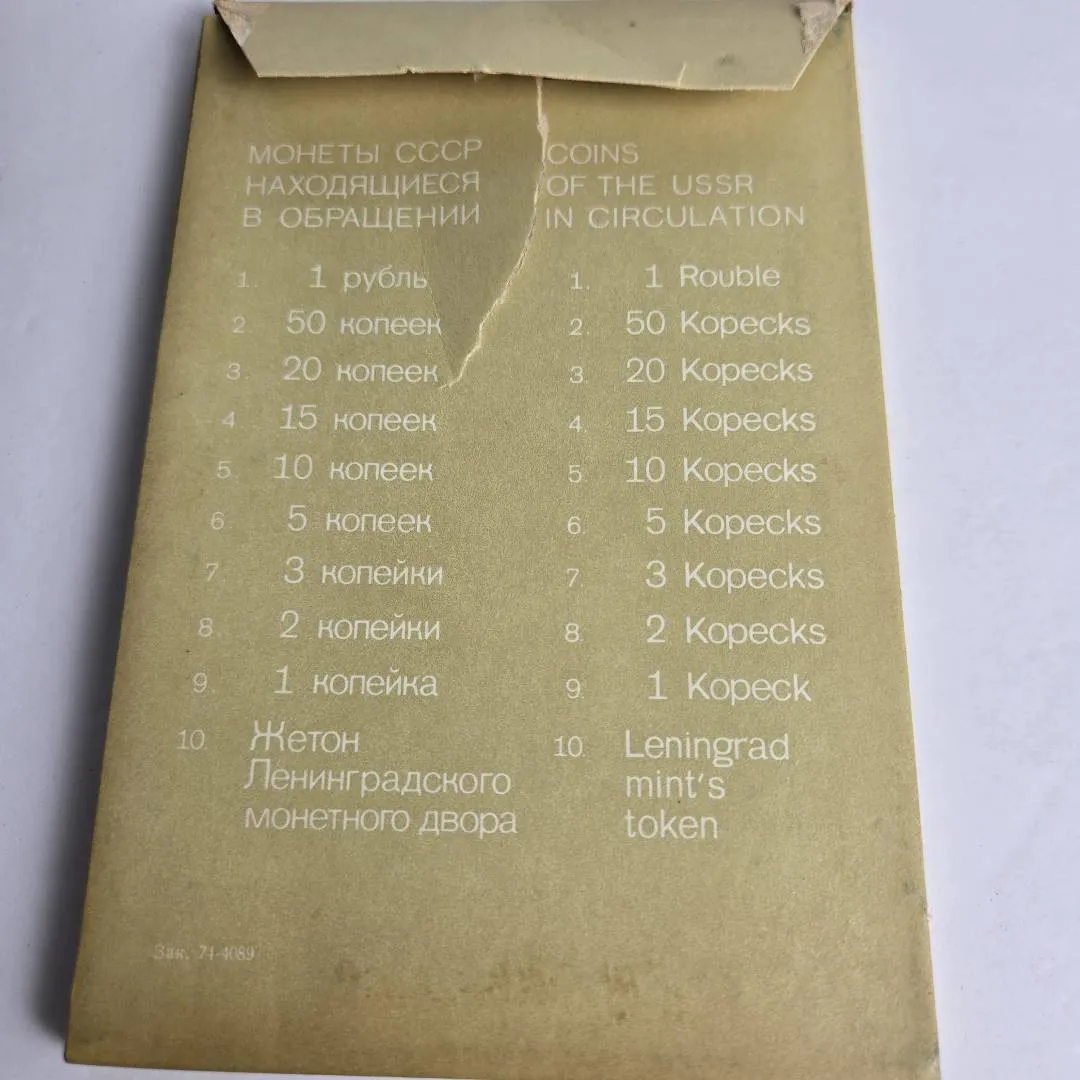 МОНЕТЫ СССР
НАХОДЯЩИЕСЯ
В ОБРАЩЕНИИ
1. 1 рубль
2. 50 копеек
3. 20 копеек
4. 15 копеек
5. 10 копеек
6. 5 копеек
7. 3 копейки
8. 2 копейки
9. 1 копейка
10. Жетон
Ленинградского
монетного двора
COINS
OF THE USSR
IN CIRCULATION
1. 1 Rouble
2. 50 Kopecks
3. 20 Kopecks
4. 15 Kopecks
5. 10 Kopecks
6. 5 Kopecks
7. 3 Kopecks
8. 2 Kopecks
9. 1 Kopeck
10. Leningrad
mint's
token
Зак. 71-4089